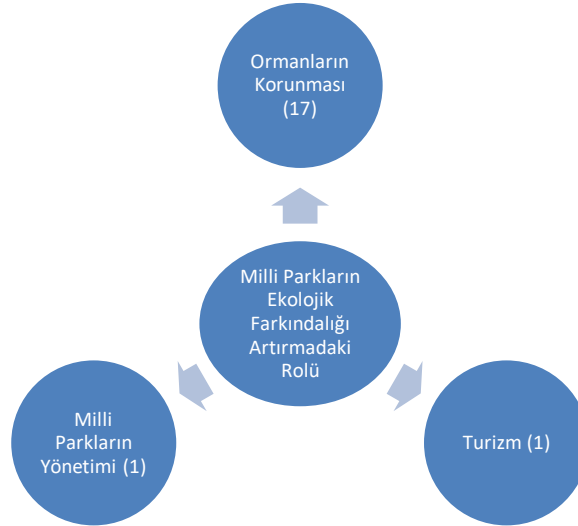 Ormanların
Korunması
(17)
Milli Parkların
Ekolojik
Farkındalığı
Artırmadaki
Rolü
Milli
Parkların
Yönetimi (1)
Turizm (1)